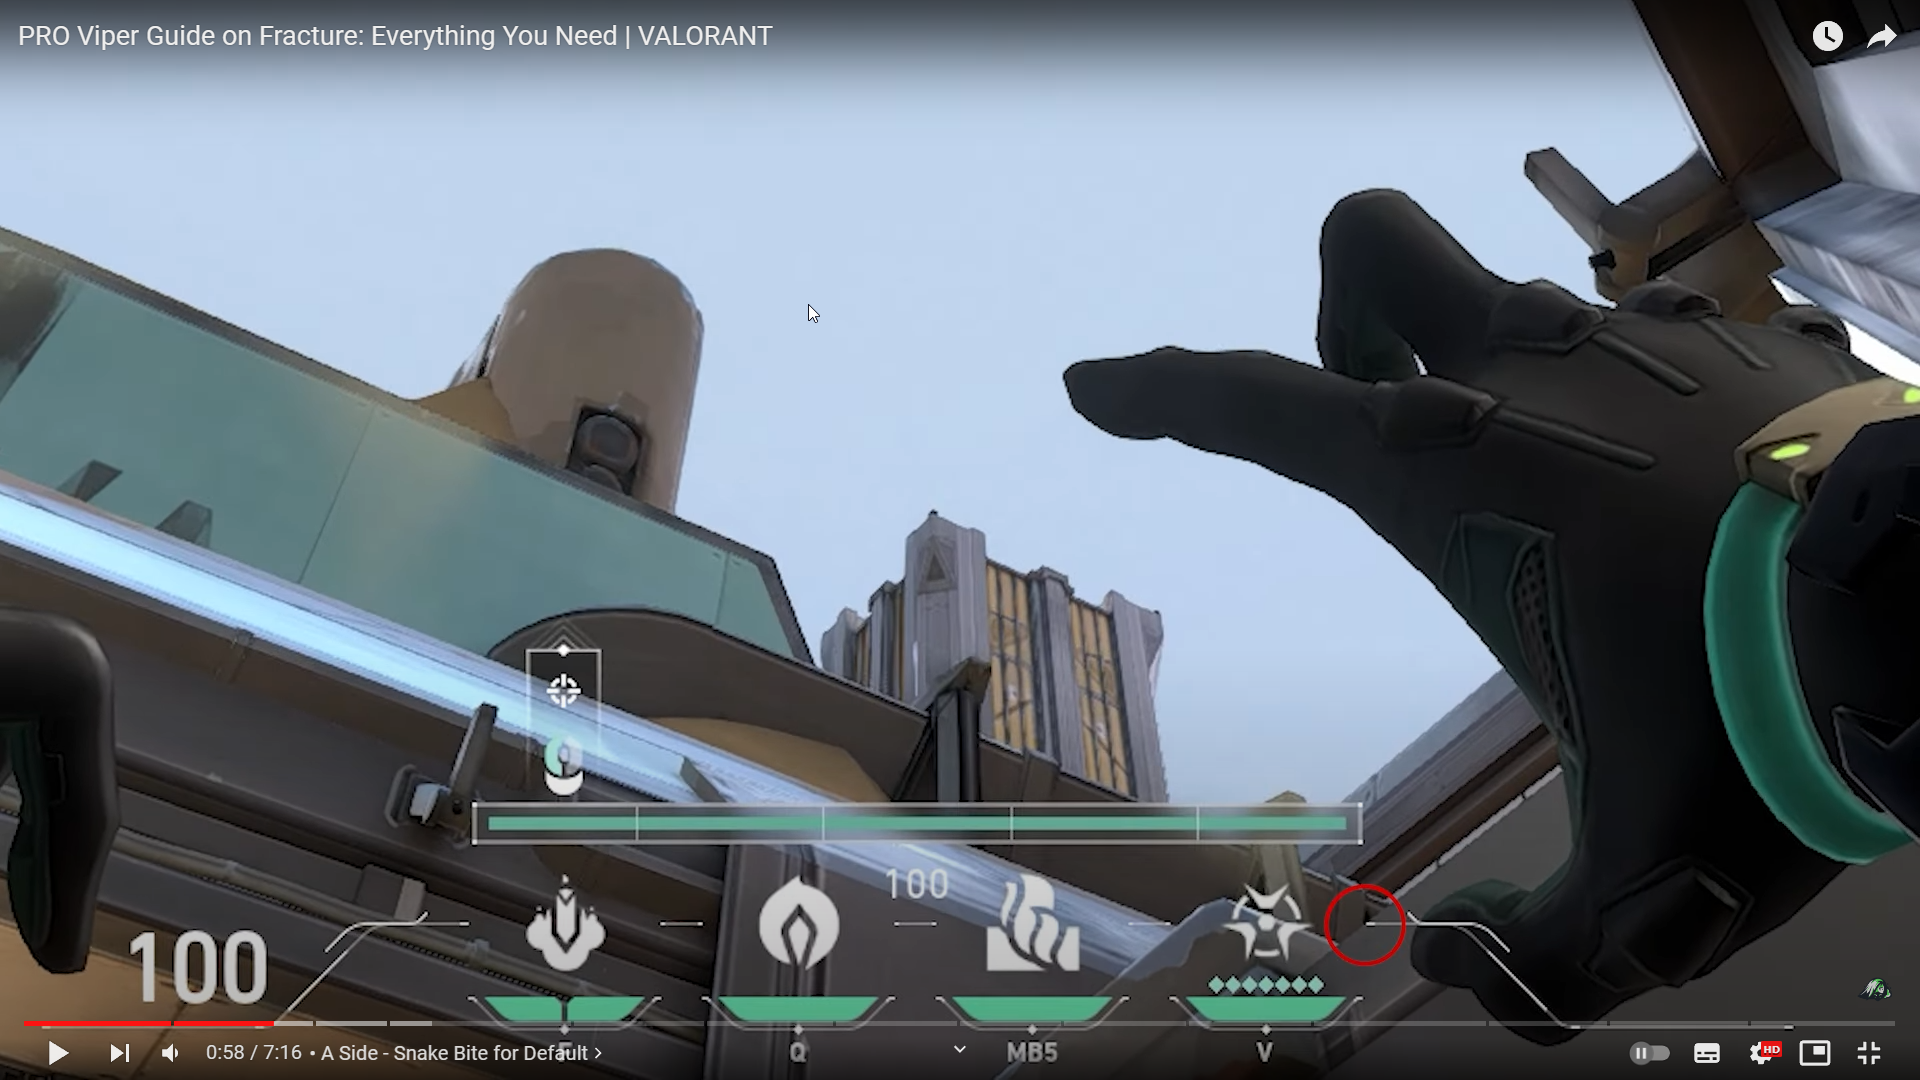 PRO Viper Guide on Fracture: Everything You Need | VALORANT
100
100
F
Q
MB5
V
0:58 / 7:16 • A Side - Snake Bite for Default
HD